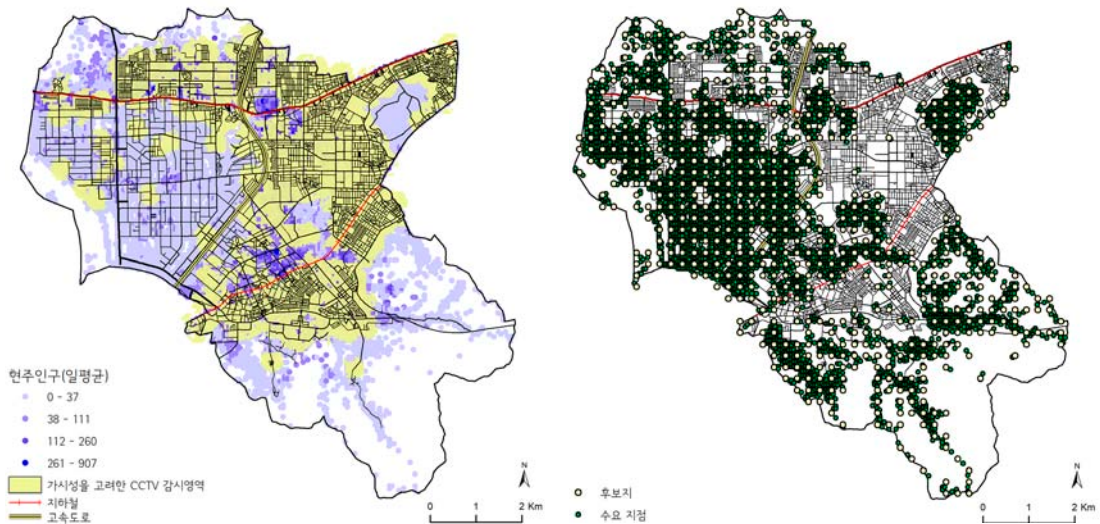 현주인구(일평균)
0 - 37
38 - 111
112 - 260
261 - 907
가시성을 고려한 CCTV 감시영역
지하철
고속도로
N
0 1 2 Km
후보지
수요 지점
N
0 1 2 Km